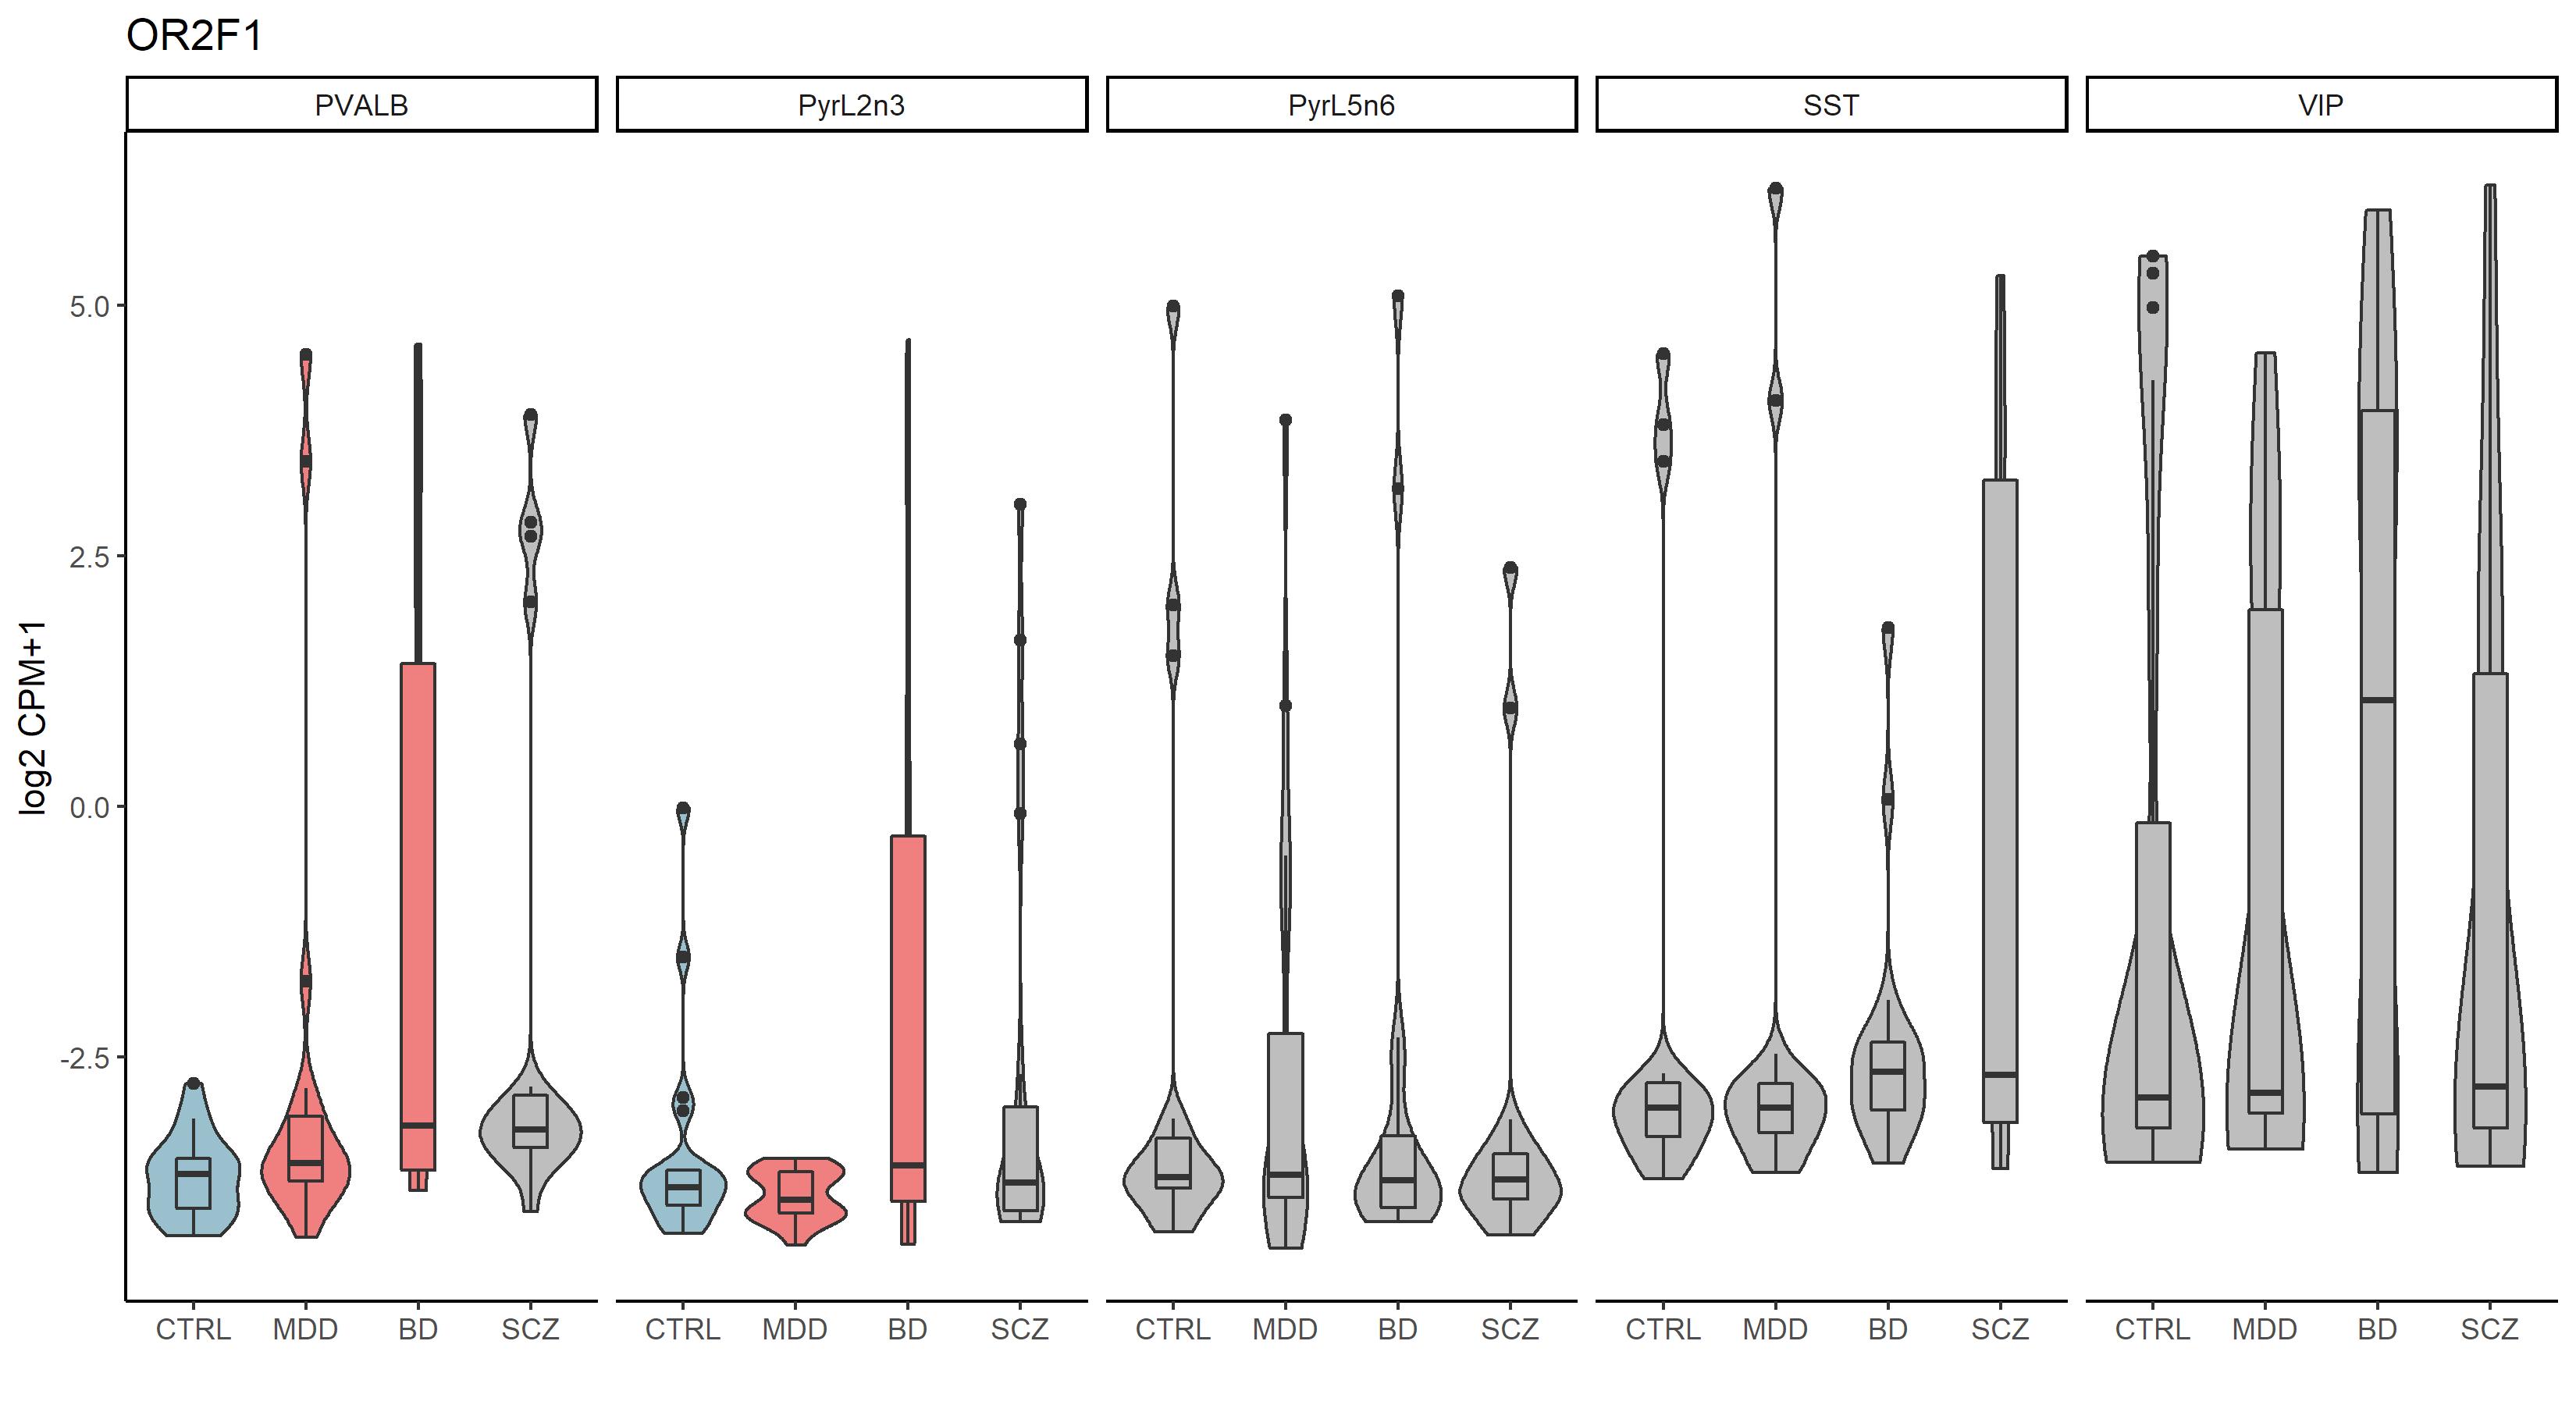 OR2F1
PVALB PyrL2n3 PyrL5n6 SST VIP
log2 CPM+1
5.0
2.5
0.0
-2.5
CTRL MDD BD SCZ CTRL MDD BD SCZ CTRL MDD BD SCZ CTRL MDD BD SCZ CTRL MDD BD SCZ